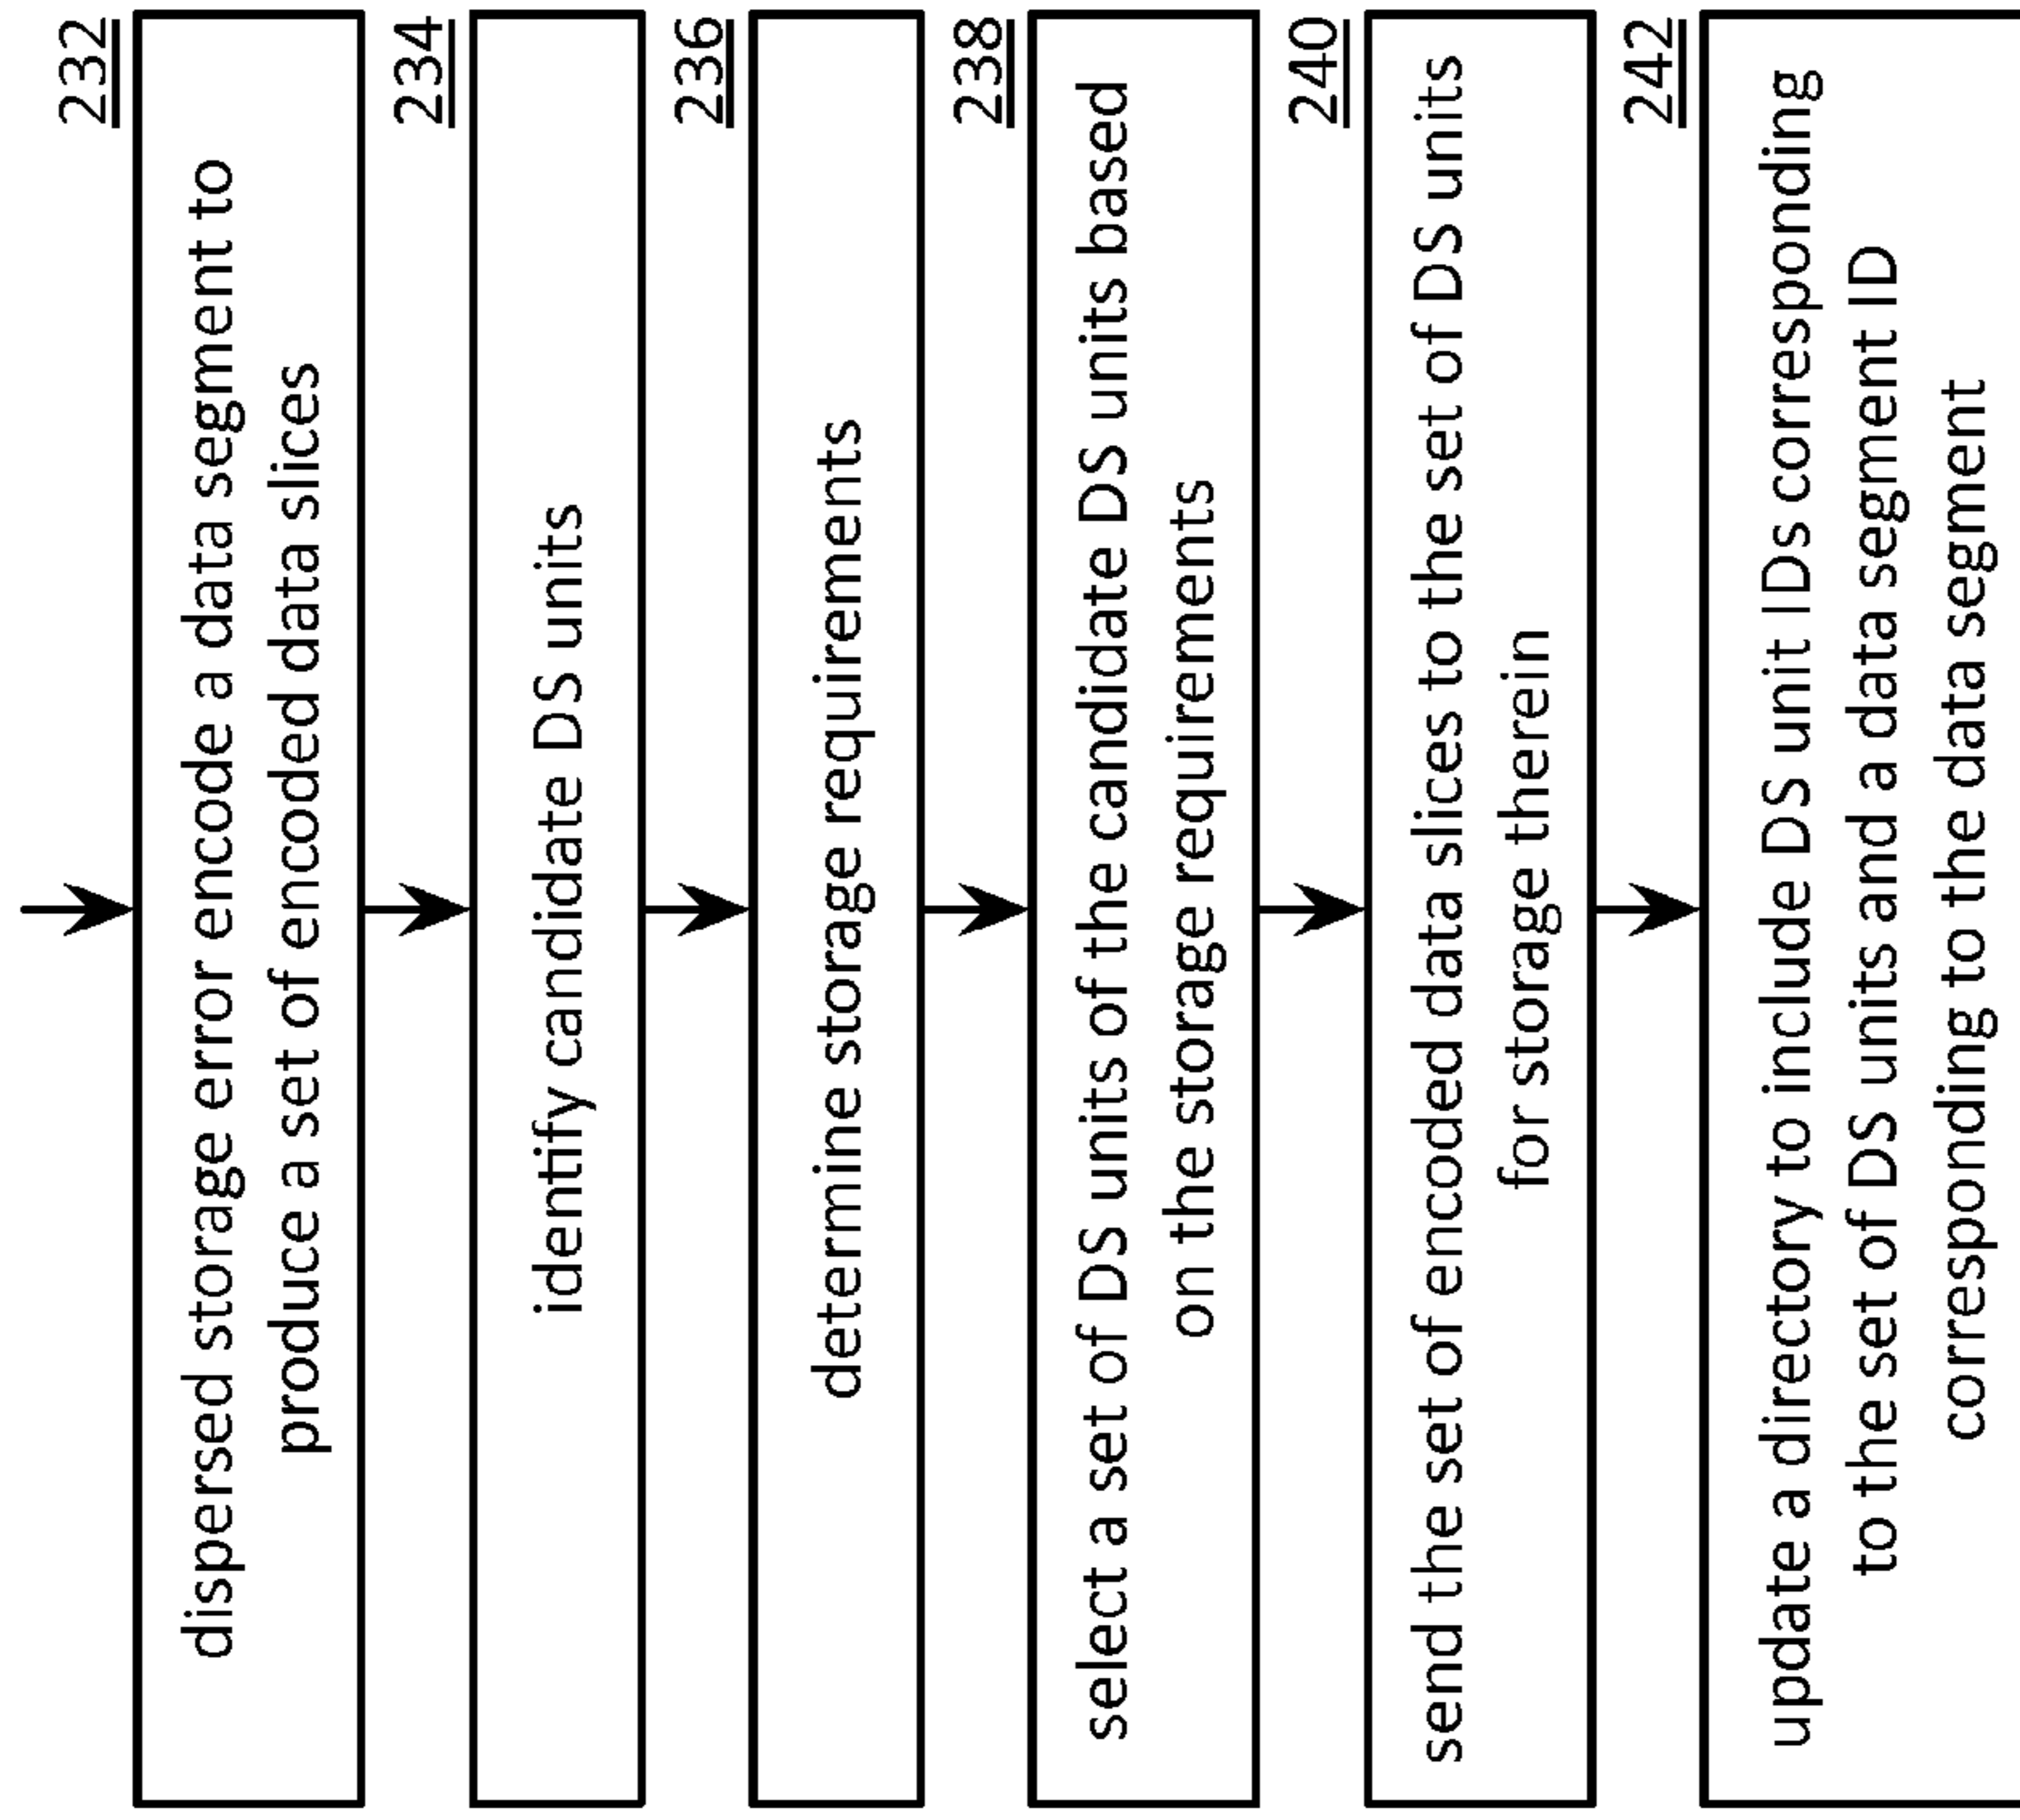 232
dispersed storage error encode a data segment to
produce a set of encoded data slices
234
identify candidate DS units
236
determine storage requirements
238
select a set of DS units of the candidate DS units based
on the storage requirements
240
send the set of encoded data slices to the set of DS units
for storage therein
242
update a directory to include DS unit IDs corresponding
to the set of DS units and a data segment ID
corresponding to the data segment